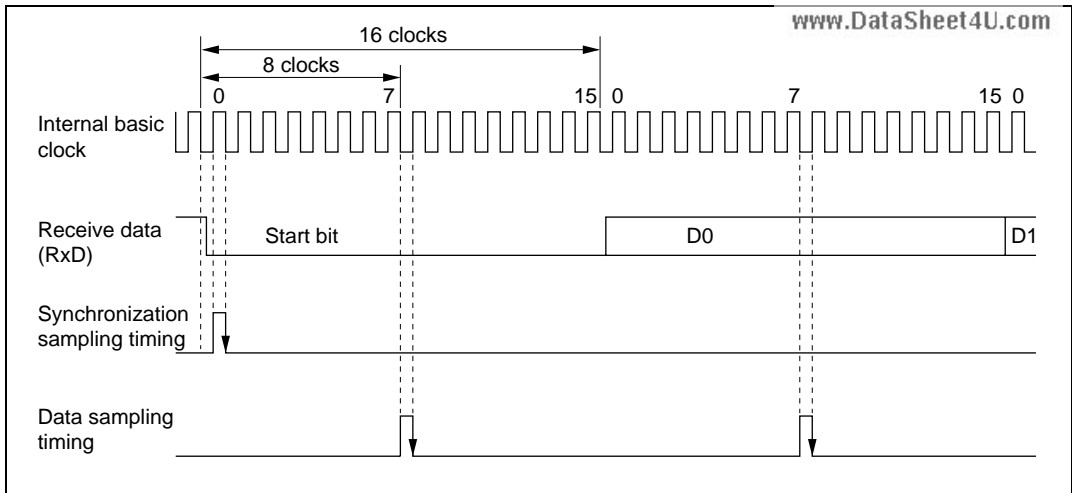 www.DataSheet4U.com
16 clocks
8 clocks
0 7 15 0 7 15 0
Internal basic
clock
Receive data
(RxD)
Start bit D0 D1
Synchronization
sampling timing
Data sampling
timing